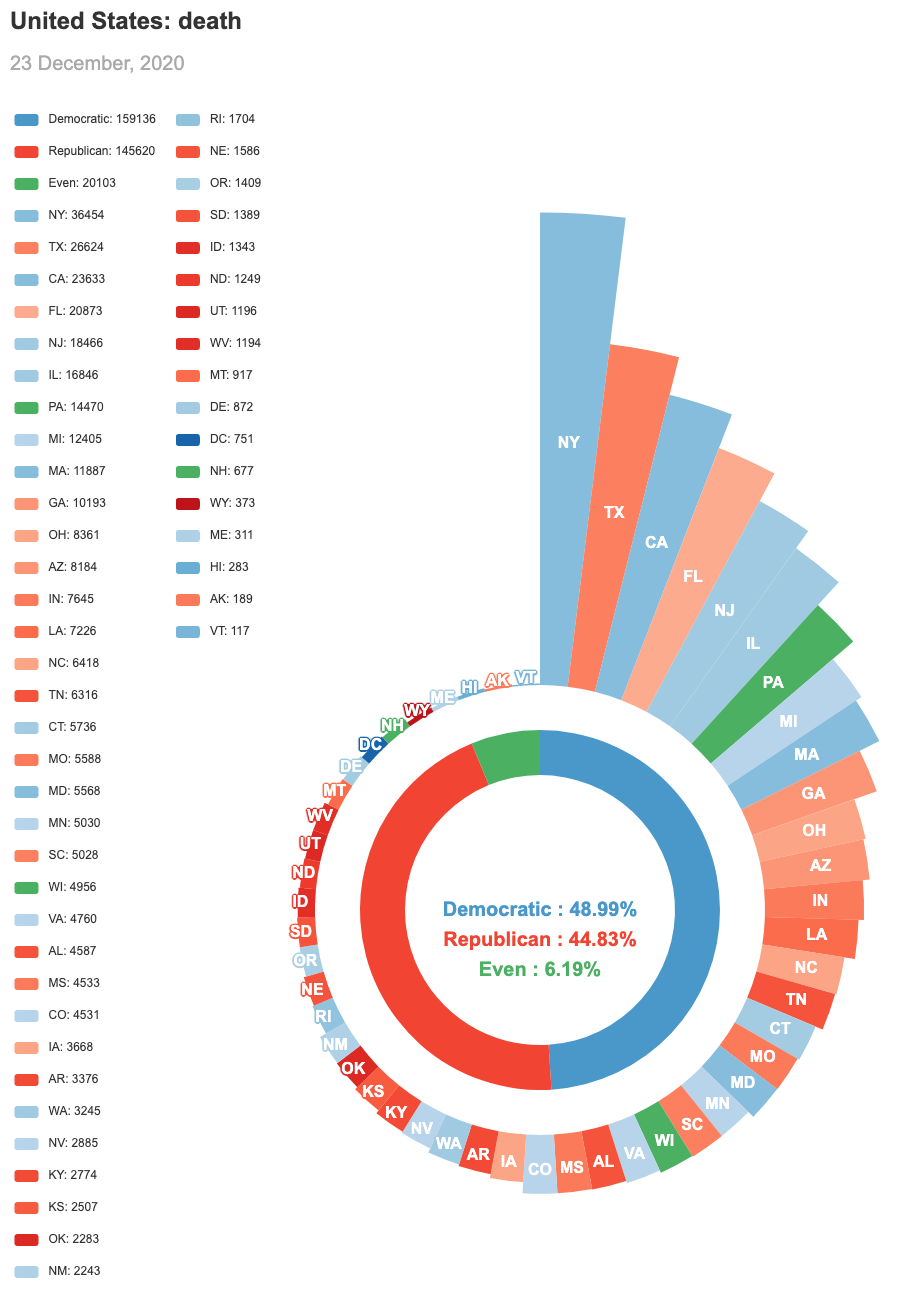 United States: death
23 December, 2020
Democratic: 159136
Republican: 145620
Even: 20103
NY: 36454
TX: 26624
CA: 23633
FL: 20873
NJ: 18466
IL: 16846
PA: 14470
MI: 12405
MA: 11887
GA: 10193
OH: 8361
AZ: 8184
IN: 7645
LA: 7226
NC: 6418
TN: 6316
CT: 5736
MO: 5588
MD: 5568
MN: 5030
SC: 5028
WI: 4956
VA: 4760
AL: 4587
MS: 4533
CO: 4531
IA: 3668
AR: 3376
WA: 3245
NV: 2885
KY: 2774
KS: 2507
OK: 2283
NM: 2243
RI: 1704
NE: 1586
OR: 1409
SD: 1389
ID: 1343
ND: 1249
UT: 1196
WV: 1194
MT: 917
DE: 872
DC: 751
NH: 677
WY: 373
ME: 311
HI: 283
AK: 189
VT: 117
NY
TX
CA
FL
NJ
IL
PA
MI
MA
GA
OH
AZ
IN
LA
NC
TN
CT
MO
MD
MN
SC
WI
VA
AL
MS
CO
IA
AR
WA
NV
KY
KS
OK
NM
RI
NE
OR
SD
ID
ND
UT
WV
MT
DE
DC
NH
WY
ME
HI
AK
VT
Democratic : 48.99%
Republican : 44.83%
Even : 6.19%